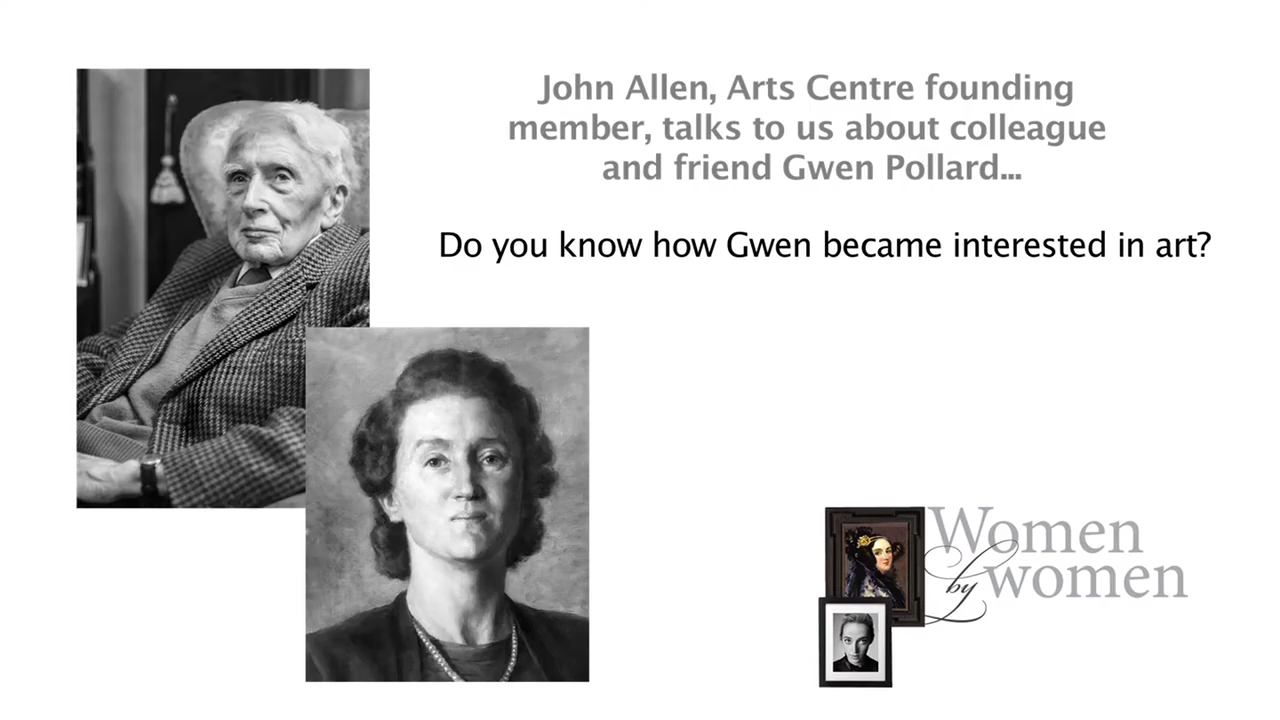 John Allen, Arts Centre founding
member, talks to us about colleague
and friend Gwen Pollard...
Do you know how Gwen became interested in art?
Women
by women